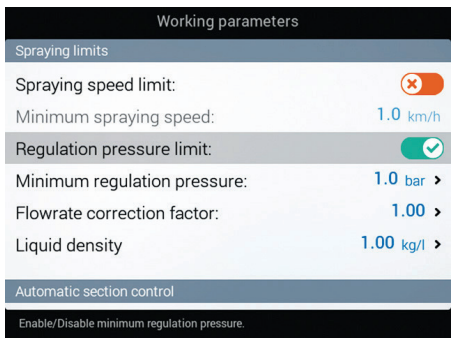 Working parameters
Spraying limits
Spraying speed limit:
Minimum spraying speed: 1.0 km/h
Regulation pressure limit:
Minimum regulation pressure: 1.0 bar >
Flowrate correction factor: 1.00 >
Liquid density 1.00 kg/l >
Automatic section control
Enable/Disable minimum regulation pressure.